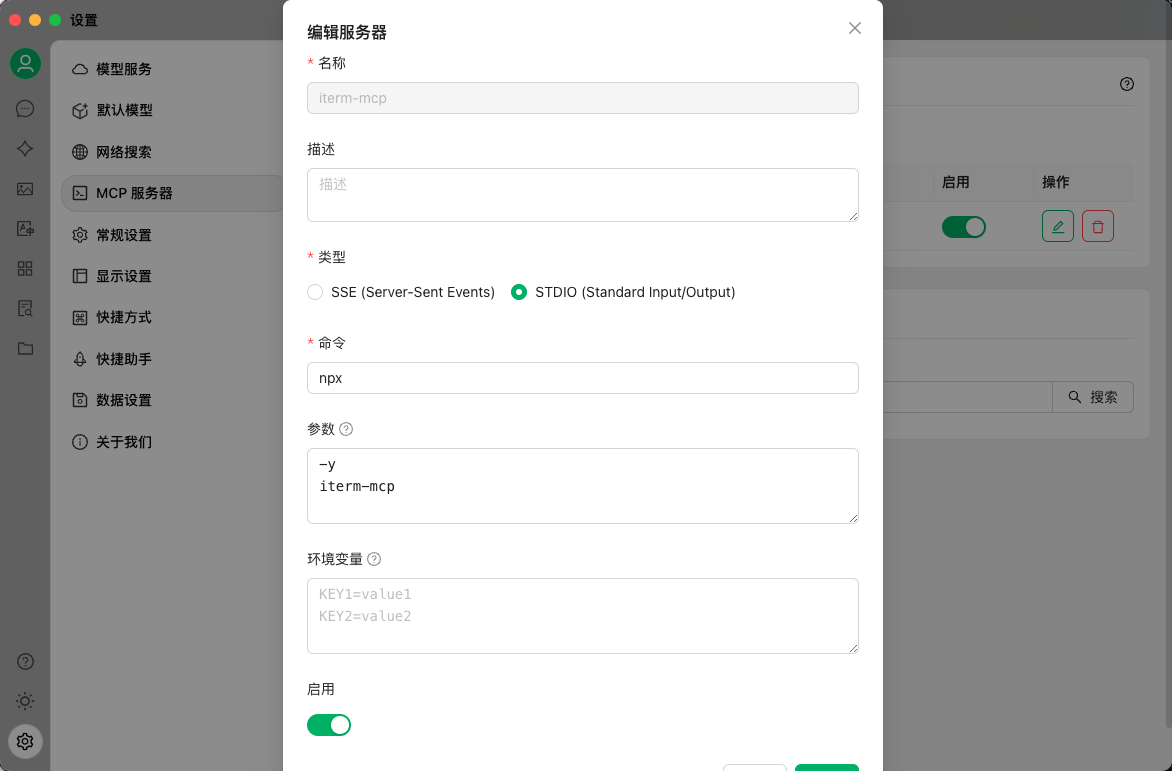 设置
模型服务
默认模型
网络搜索
MCP 服务器
常规设置
显示设置
快捷方式
快捷助手
数据设置
关于我们
编辑服务器
* 名称
iterm-mcp
描述
描述
* 类型
SSE (Server-Sent Events) STDIO (Standard Input/Output)
* 命令
npx
参数
-y
iterm-mcp
环境变量
KEY1=value1
KEY2=value2
启用
启用 操作
搜索